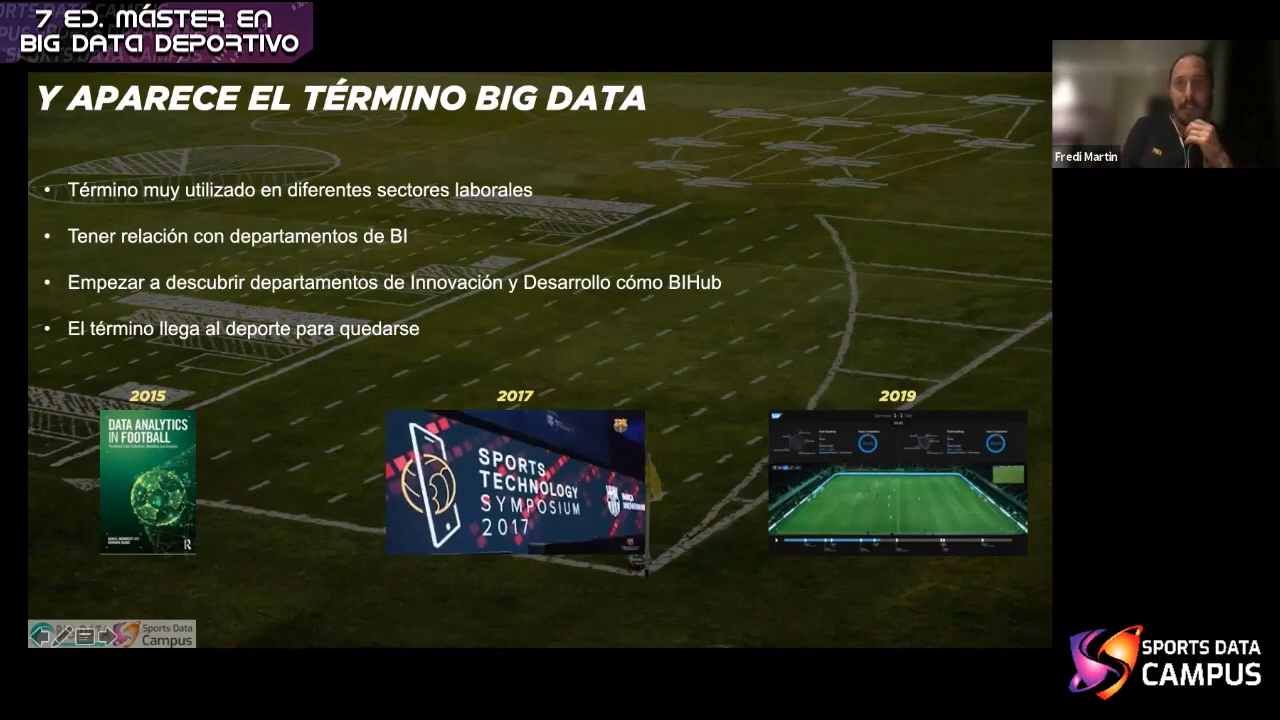 7 ED. MÁSTER EN
BIG DATA DEPORTIVO
Y APARECE EL TÉRMINO BIG DATA
Fredi Martin
• Término muy utilizado en diferentes sectores laborales
• Tener relación con departamentos de BI
• Empezar a descubrir departamentos de Innovación y Desarrollo cómo BIHub
• El término llega al deporte para quedarse
2015
2017
2019
DATA ANALYTICS
IN FOOTBALL
R
SPORTS
TECHNOLOGY
SYMPOSIUM
2017
Sports Data
Campus
SPORTS DATA
CAMPUS